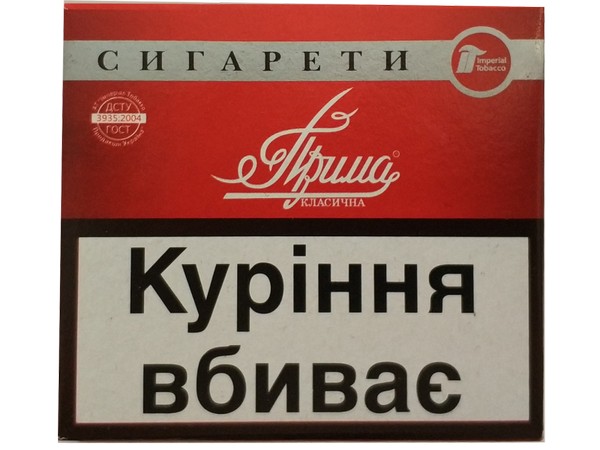 СИГАРЕТИ
Imperial
Tobacco
ДСТУ
3935:2004
ГОСТ
Прима®
КЛАСИЧНА
Куріння
вбиває